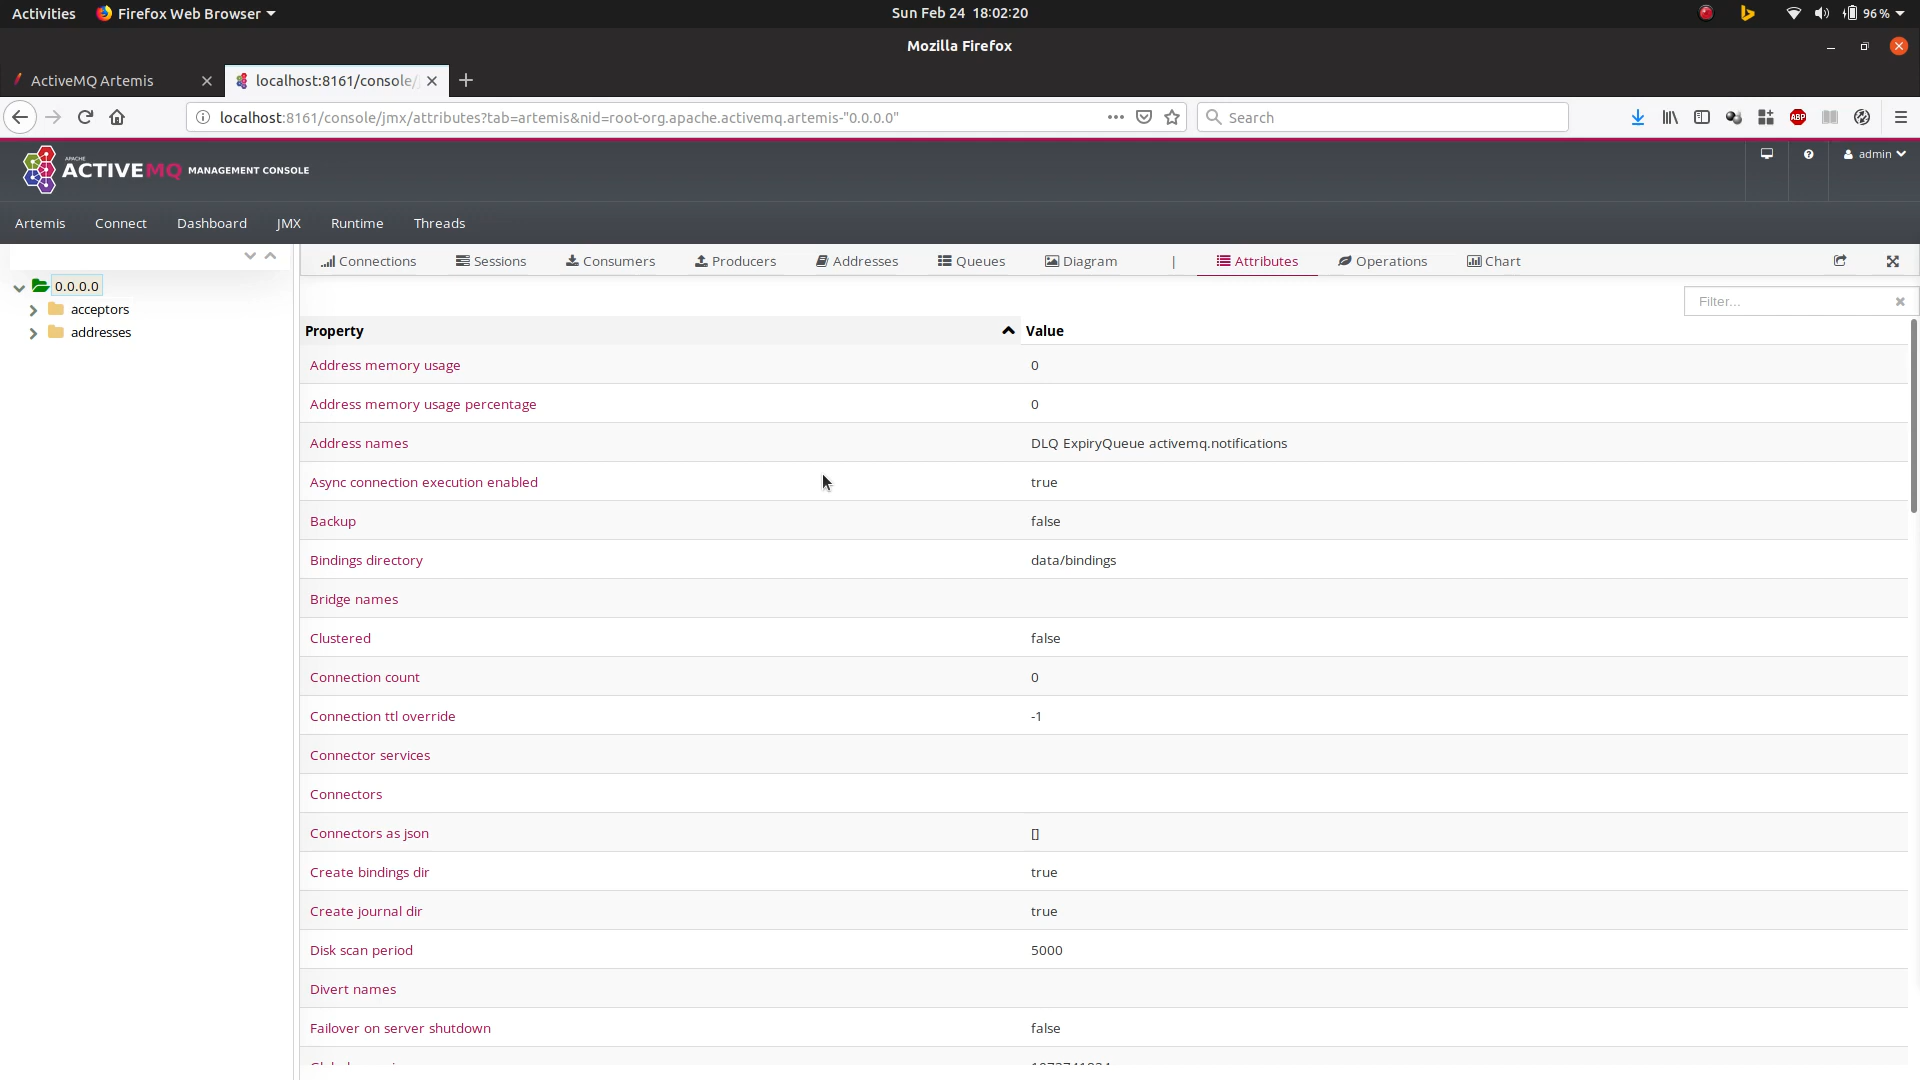 Activities Firefox Web Browser Sun Feb 24 18:02:20 96 %
Mozilla Firefox
ActiveMQ Artemis localhost:8161/console/
localhost:8161/console/jmx/attributes?tab=artemis&nid=root-org.apache.activemq.artemis-"0.0.0.0" Search ABP
APACHE
ACTIVEMQ MANAGEMENT CONSOLE admin
Artemis Connect Dashboard JMX Runtime Threads
Connections Sessions Consumers Producers Addresses Queues Diagram | Attributes Operations Chart
0.0.0.0
acceptors
addresses
Filter...
Property Value
Address memory usage 0
Address memory usage percentage 0
Address names DLQ ExpiryQueue activemq.notifications
Async connection execution enabled true
Backup false
Bindings directory data/bindings
Bridge names
Clustered false
Connection count 0
Connection ttl override -1
Connector services
Connectors
Connectors as json []
Create bindings dir true
Create journal dir true
Disk scan period 5000
Divert names
Failover on server shutdown false